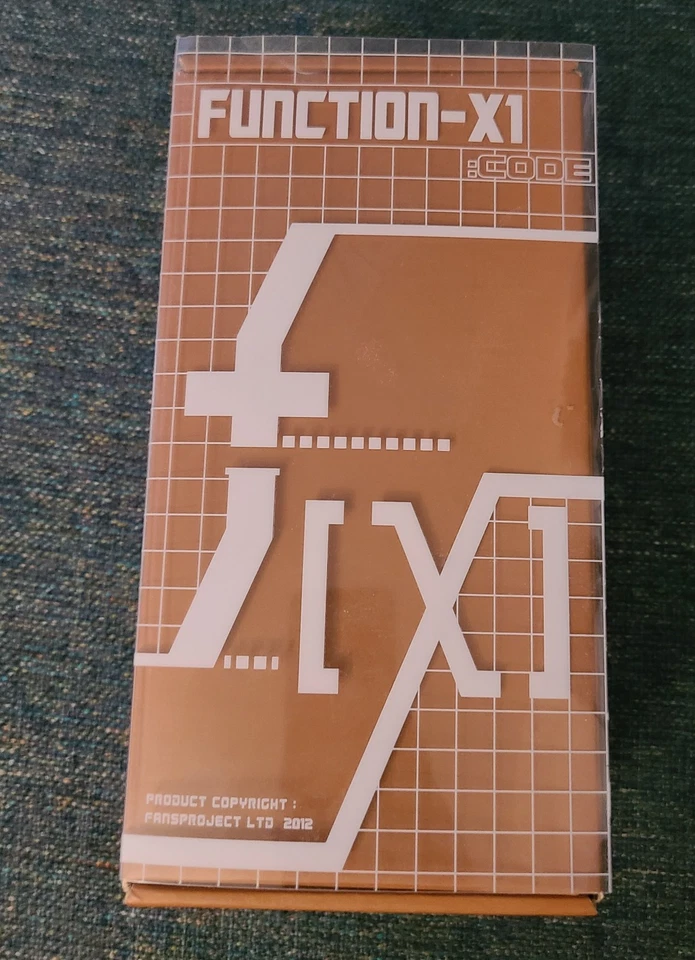 FUNCTION-X1
:CODE
f[X]
PRODUCT COPYRIGHT :
FANSPROJECT LTD 2012